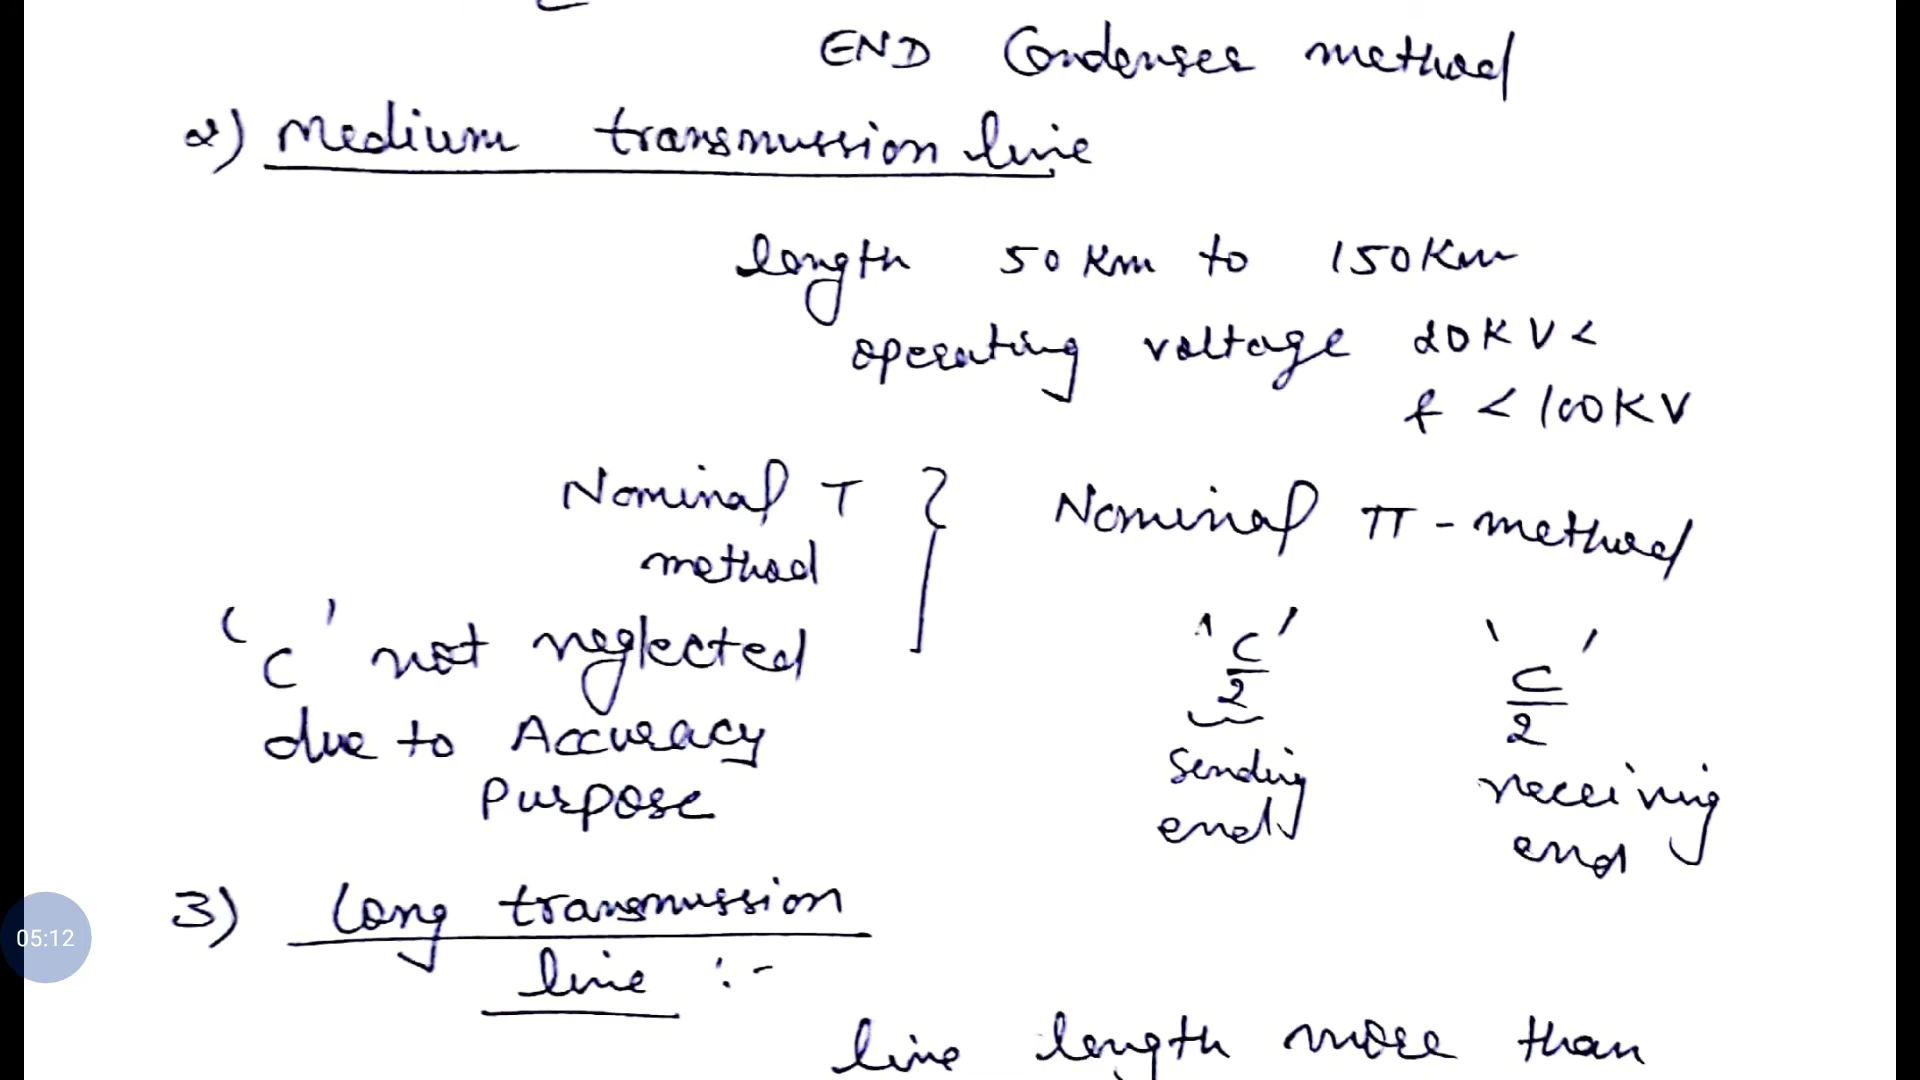 END Condenser method
2) Medium transmission line
length 50 Km to 150 Km
operating voltage 20 KV <
& < 100 KV
Nominal T
method
Nominal π - method
'C' not neglected
due to Accuracy
Purpose
'C/2'
sending
end
'C/2'
receiving
end
3) Long transmission
line :-
line length more than
05:12